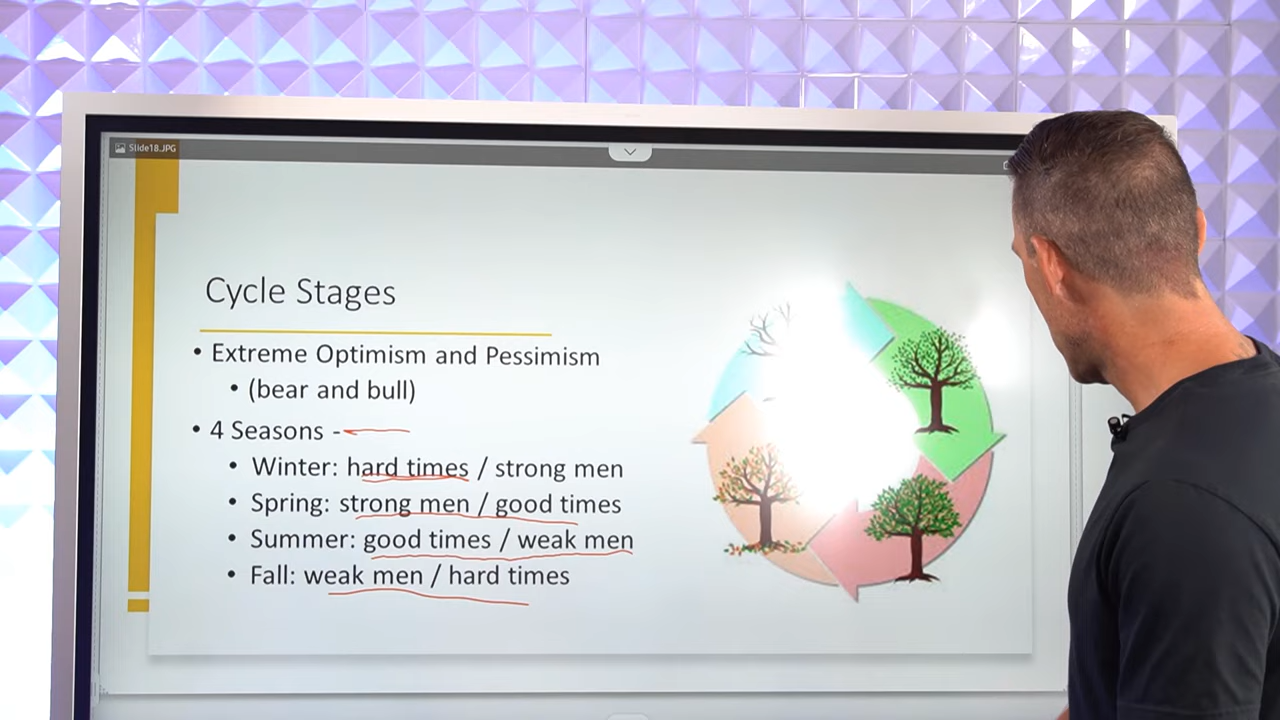 Slide18.JPG
Cycle Stages
• Extreme Optimism and Pessimism
• (bear and bull)
• 4 Seasons -
• Winter: hard times / strong men
• Spring: strong men / good times
• Summer: good times / weak men
• Fall: weak men / hard times